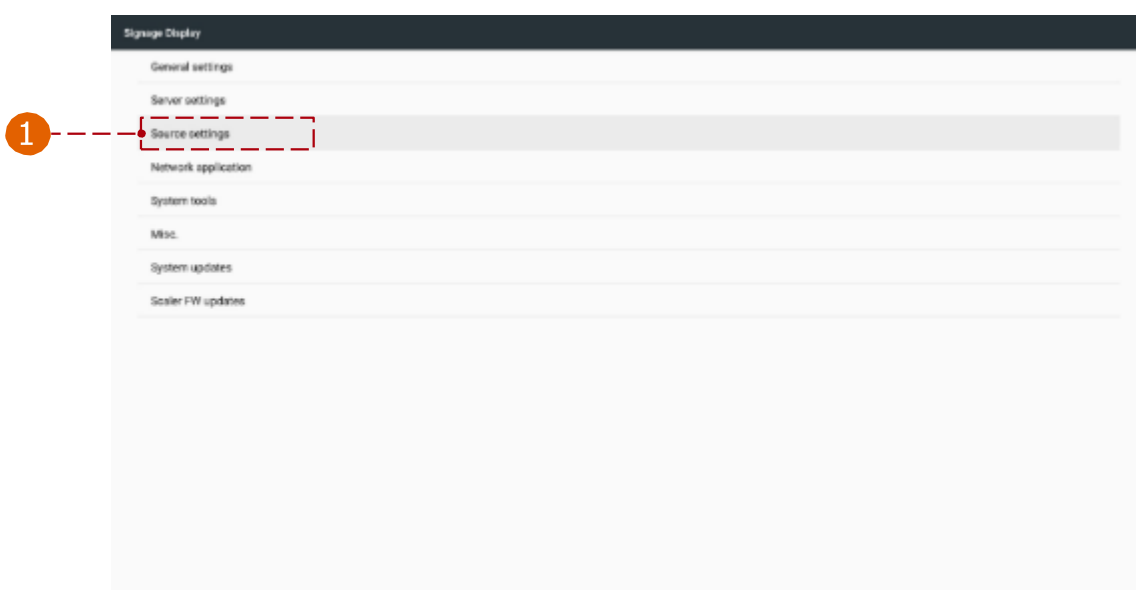 Signage Display
General settings
Server settings
1
Source settings
Network application
System tools
Misc.
System updates
Scaler FW updates